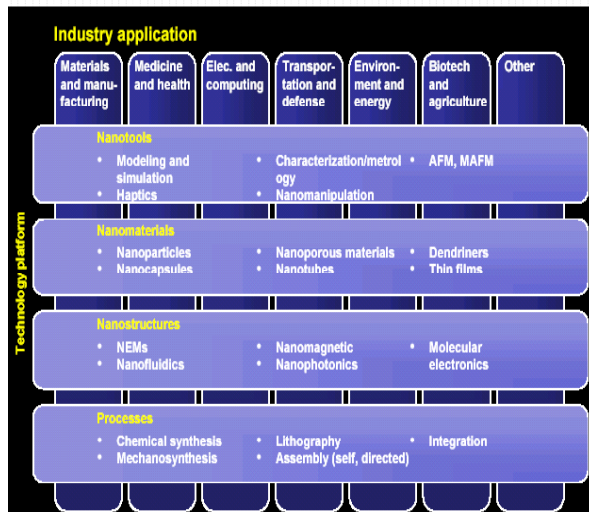 Industry application
Materials and manu-facturing
Medicine and health
Elec. and computing
Transpor-tation and defense
Environ-ment and energy
Biotech and agriculture
Other
Technology platform
Nanotools
• Modeling and simulation
• Haptics
• Characterization/metrology
• Nanomanipulation
• AFM, MAFM
Nanomaterials
• Nanoparticles
• Nanocapsules
• Nanoporous materials
• Nanotubes
• Dendriners
• Thin films
Nanostructures
• NEMs
• Nanofluidics
• Nanomagnetic
• Nanophotonics
• Molecular electronics
Processes
• Chemical synthesis
• Mechanosynthesis
• Lithography
• Assembly (self, directed)
• Integration